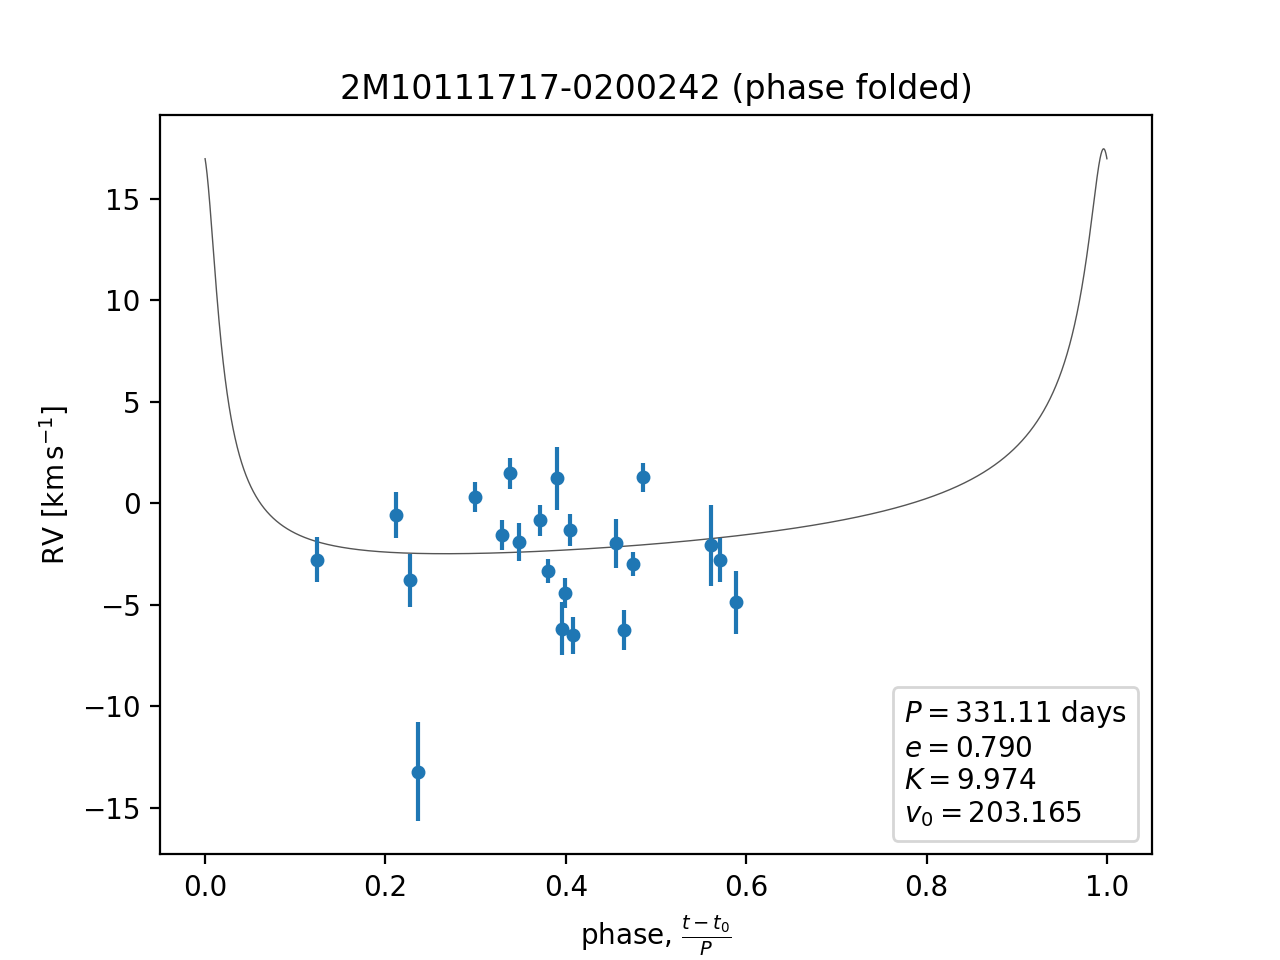 2M10111717-0200242 (phase folded)
RV [km s⁻¹]
15
10
5
0
−5
−10
−15
P = 331.11 days
e = 0.790
K = 9.974
v₀ = 203.165
0.0 0.2 0.4 0.6 0.8 1.0
phase, (t − t₀)/P